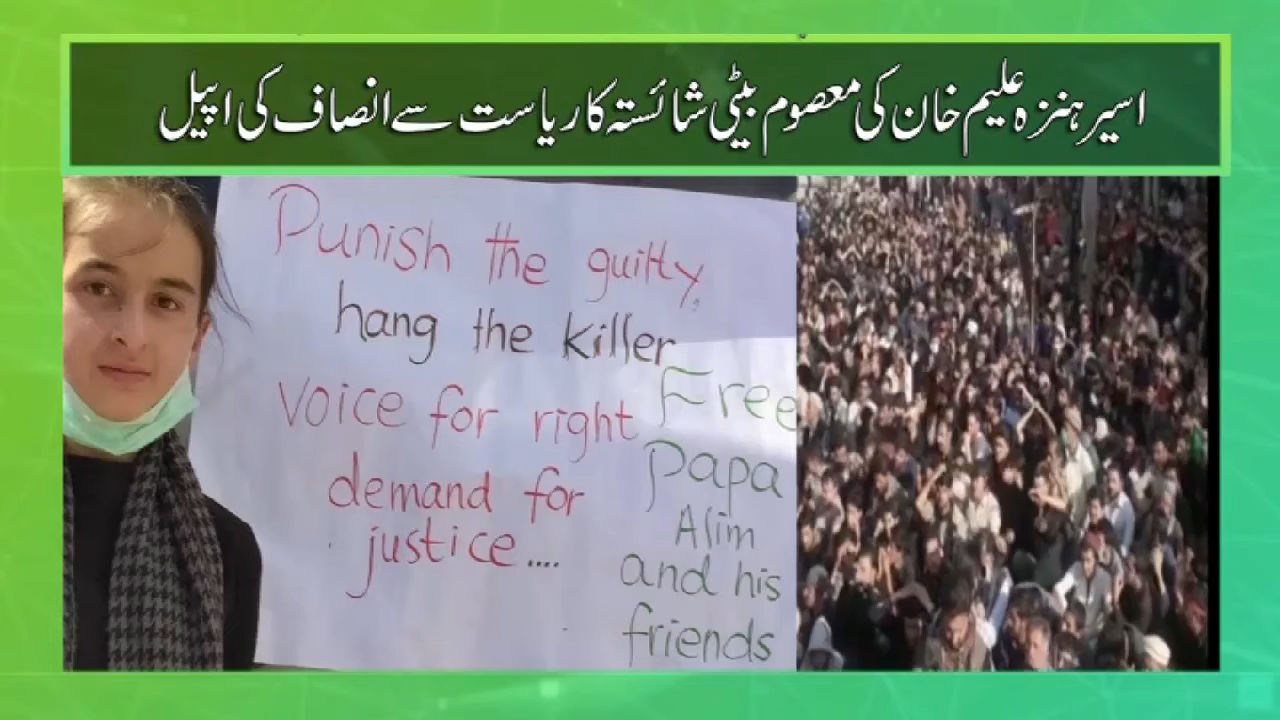 اسیر ہنزہ علیم خان کی معصوم بیٹی شائستہ کا ریاست سے انصاف کی اپیل
Punish the guilty,
hang the killer
voice for right
demand for
justice....
Free
Papa
Alim
and his
friends